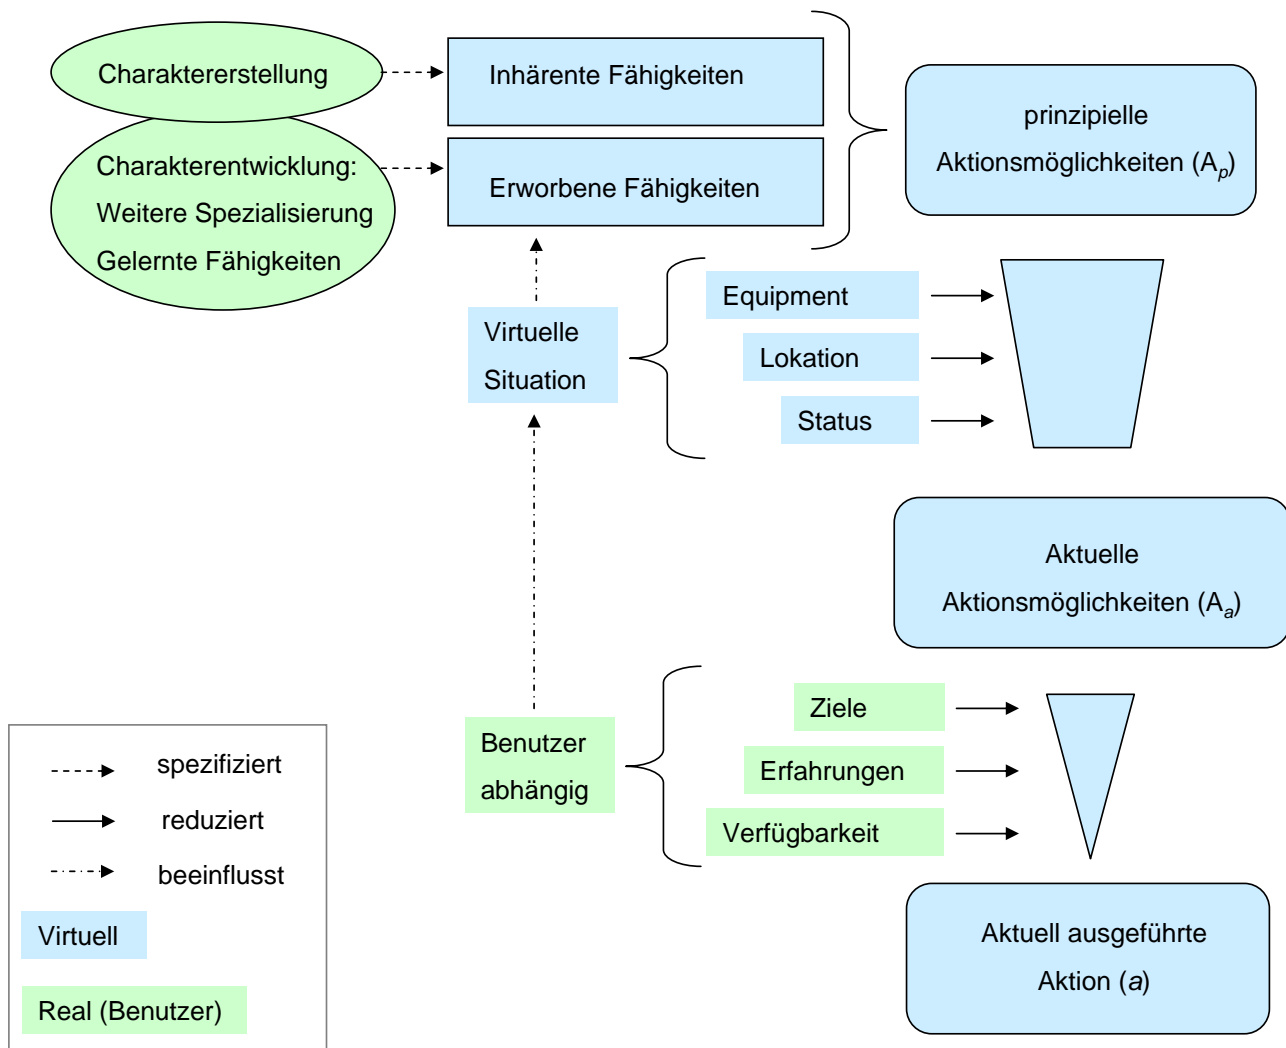 Charaktererstellung
Inhärente Fähigkeiten
prinzipielle
Aktionsmöglichkeiten (Ap)
Charakterentwicklung:
Weitere Spezialisierung
Gelernte Fähigkeiten
Erworbene Fähigkeiten
Virtuelle
Situation
Equipment
Lokation
Status
Aktuelle
Aktionsmöglichkeiten (Aa)
Benutzer
abhängig
Ziele
Erfahrungen
Verfügbarkeit
Aktuell ausgeführte
Aktion (a)
spezifiziert
reduziert
beeinflusst
Virtuell
Real (Benutzer)